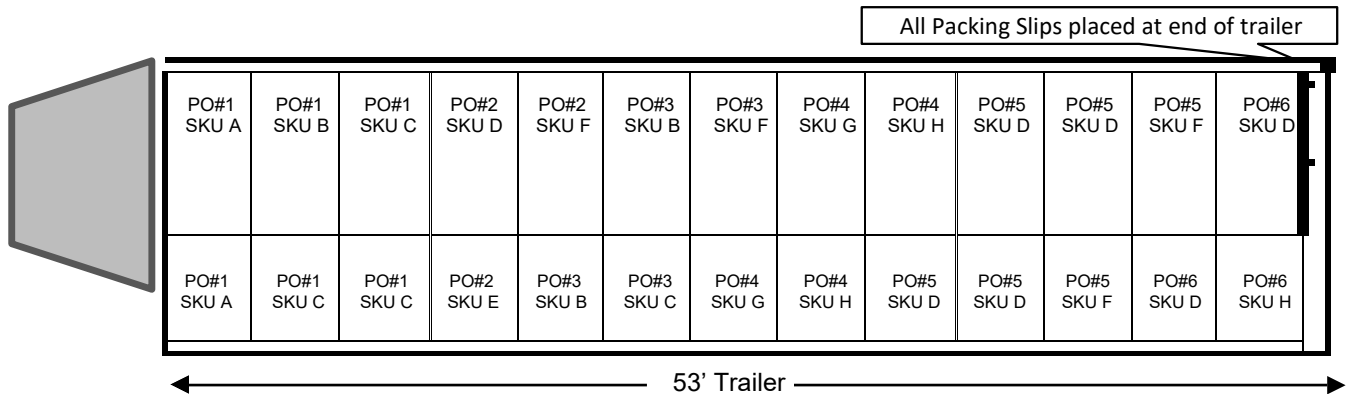 All Packing Slips placed at end of trailer
PO#1 PO#1 PO#1 PO#2 PO#2 PO#3 PO#3 PO#4 PO#4 PO#5 PO#5 PO#5 PO#6
SKU A SKU B SKU C SKU D SKU F SKU B SKU F SKU G SKU H SKU D SKU D SKU F SKU D
PO#1 PO#1 PO#1 PO#2 PO#3 PO#3 PO#4 PO#4 PO#5 PO#5 PO#5 PO#6 PO#6
SKU A SKU C SKU C SKU E SKU B SKU C SKU G SKU H SKU D SKU D SKU F SKU D SKU H
53’ Trailer